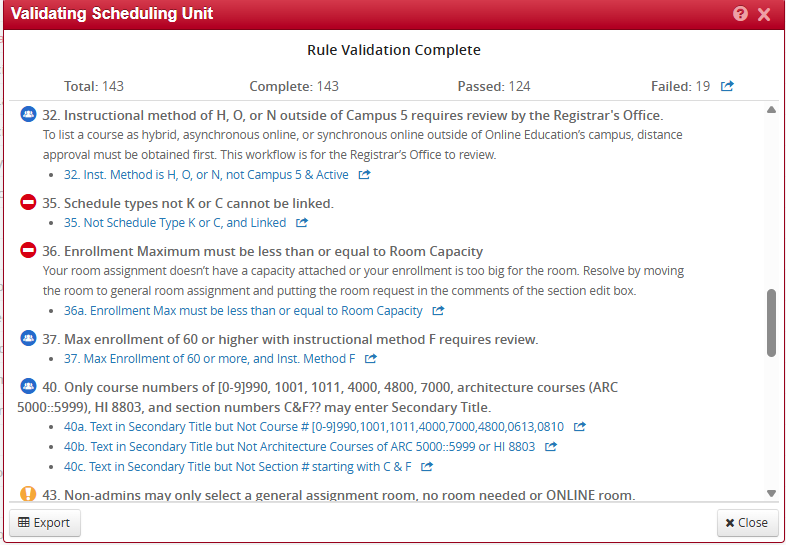 Validating Scheduling Unit
Rule Validation Complete
Total: 143 Complete: 143 Passed: 124 Failed: 19
32. Instructional method of H, O, or N outside of Campus 5 requires review by the Registrar's Office.
To list a course as hybrid, asynchronous online, or synchronous online outside of Online Education's campus, distance
approval must be obtained first. This workflow is for the Registrar's Office to review.
• 32. Inst. Method is H, O, or N, not Campus 5 & Active
35. Schedule types not K or C cannot be linked.
• 35. Not Schedule Type K or C, and Linked
36. Enrollment Maximum must be less than or equal to Room Capacity
Your room assignment doesn't have a capacity attached or your enrollment is too big for the room. Resolve by moving
the room to general room assignment and putting the room request in the comments of the section edit box.
• 36a. Enrollment Max must be less than or equal to Room Capacity
37. Max enrollment of 60 or higher with instructional method F requires review.
• 37. Max Enrollment of 60 or more, and Inst. Method F
40. Only course numbers of [0-9]990, 1001, 1011, 4000, 4800, 7000, architecture courses (ARC
5000::5999), HI 8803, and section numbers C&F?? may enter Secondary Title.
• 40a. Text in Secondary Title but Not Course # [0-9]990,1001,1011,4000,7000,4800,0613,0810
• 40b. Text in Secondary Title but Not Architecture Courses of ARC 5000::5999 or HI 8803
• 40c. Text in Secondary Title but Not Section # starting with C & F
43. Non-admins may only select a general assignment room, no room needed or ONLINE room.
Export
Close